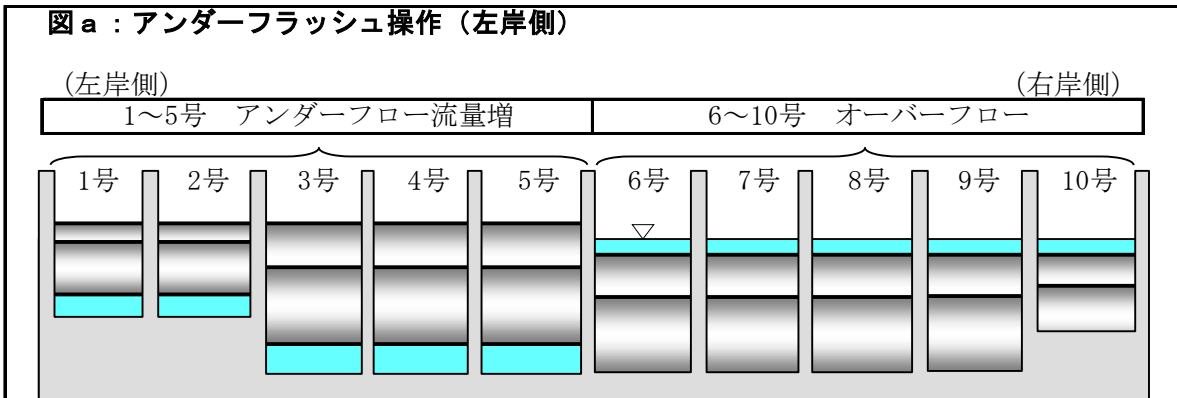 図a：アンダーフラッシュ操作（左岸側）
(左岸側) (右岸側)
1～5号　アンダーフロー流量増 6～10号　オーバーフロー
1号 2号 3号 4号 5号 6号 7号 8号 9号 10号